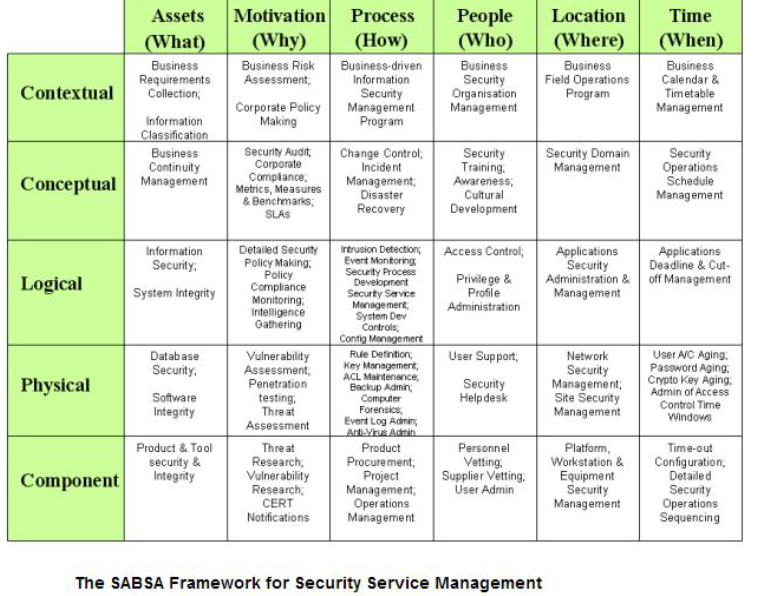 Assets Motivation Process People Location Time
(What) (Why) (How) (Who) (Where) (When)
Contextual
Business
Requirements
Collection;
Information
Classification
Business Risk
Assessment;
Corporate Policy
Making
Business-driven
Information
Security
Management
Program
Business
Security
Organisation
Management
Business
Field Operations
Program
Business
Calendar &
Timetable
Management
Conceptual
Business
Continuity
Management
Security Audit;
Corporate
Compliance;
Metrics, Measures
& Benchmarks;
SLAs
Change Control;
Incident
Management;
Disaster
Recovery
Security
Training;
Awareness;
Cultural
Development
Security Domain
Management
Security
Operations
Schedule
Management
Logical
Information
Security;
System Integrity
Detailed Security
Policy Making;
Policy
Compliance
Monitoring;
Intelligence
Gathering
Intrusion Detection;
Event Monitoring;
Security Process
Development
Security Service
Management;
System Dev
Controls;
Config Management
Access Control;
Privilege &
Profile
Administration
Applications
Security
Administration &
Management
Applications
Deadline & Cut-
off Management
Physical
Database
Security;
Software
Integrity
Vulnerability
Assessment;
Penetration
testing;
Threat
Assessment
Rule Definition;
Key Management;
ACL Maintenance;
Backup Admin;
Computer
Forensics;
Event Log Admin;
Anti-Virus Admin
User Support;
Security
Helpdesk
Network
Security
Management;
Site Security
Management
User A/C Aging;
Password Aging;
Crypto Key Aging;
Admin of Access
Control Time
Windows
Component
Product & Tool
security &
Integrity
Threat
Research;
Vulnerability
Research;
CERT
Notifications
Product
Procurement;
Project
Management;
Operations
Management
Personnel
Vetting;
Supplier Vetting;
User Admin
Platform,
Workstation &
Equipment
Security
Management
Time-out
Configuration;
Detailed
Security
Operations
Sequencing
The SABSA Framework for Security Service Management